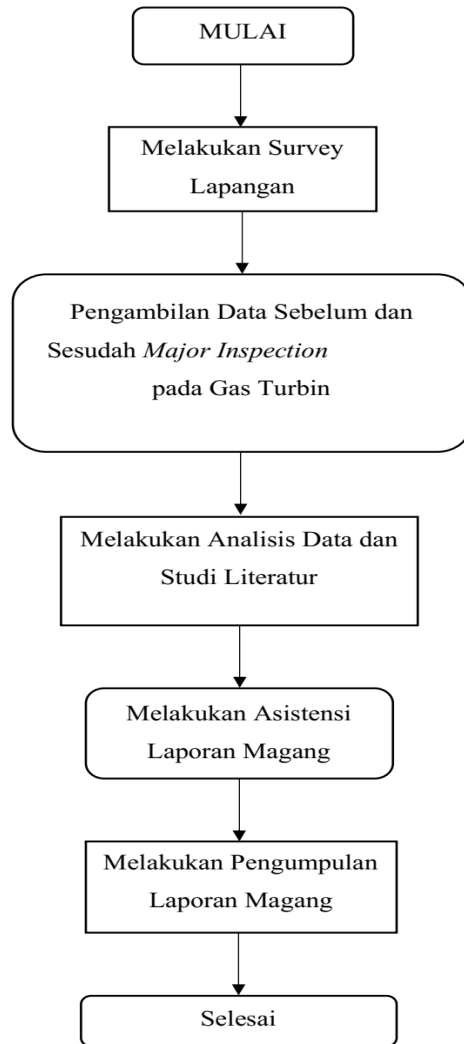 MULAI
Melakukan Survey
Lapangan
Pengambilan Data Sebelum dan
Sesudah Major Inspection
pada Gas Turbin
Melakukan Analisis Data dan
Studi Literatur
Melakukan Asistensi
Laporan Magang
Melakukan Pengumpulan
Laporan Magang
Selesai